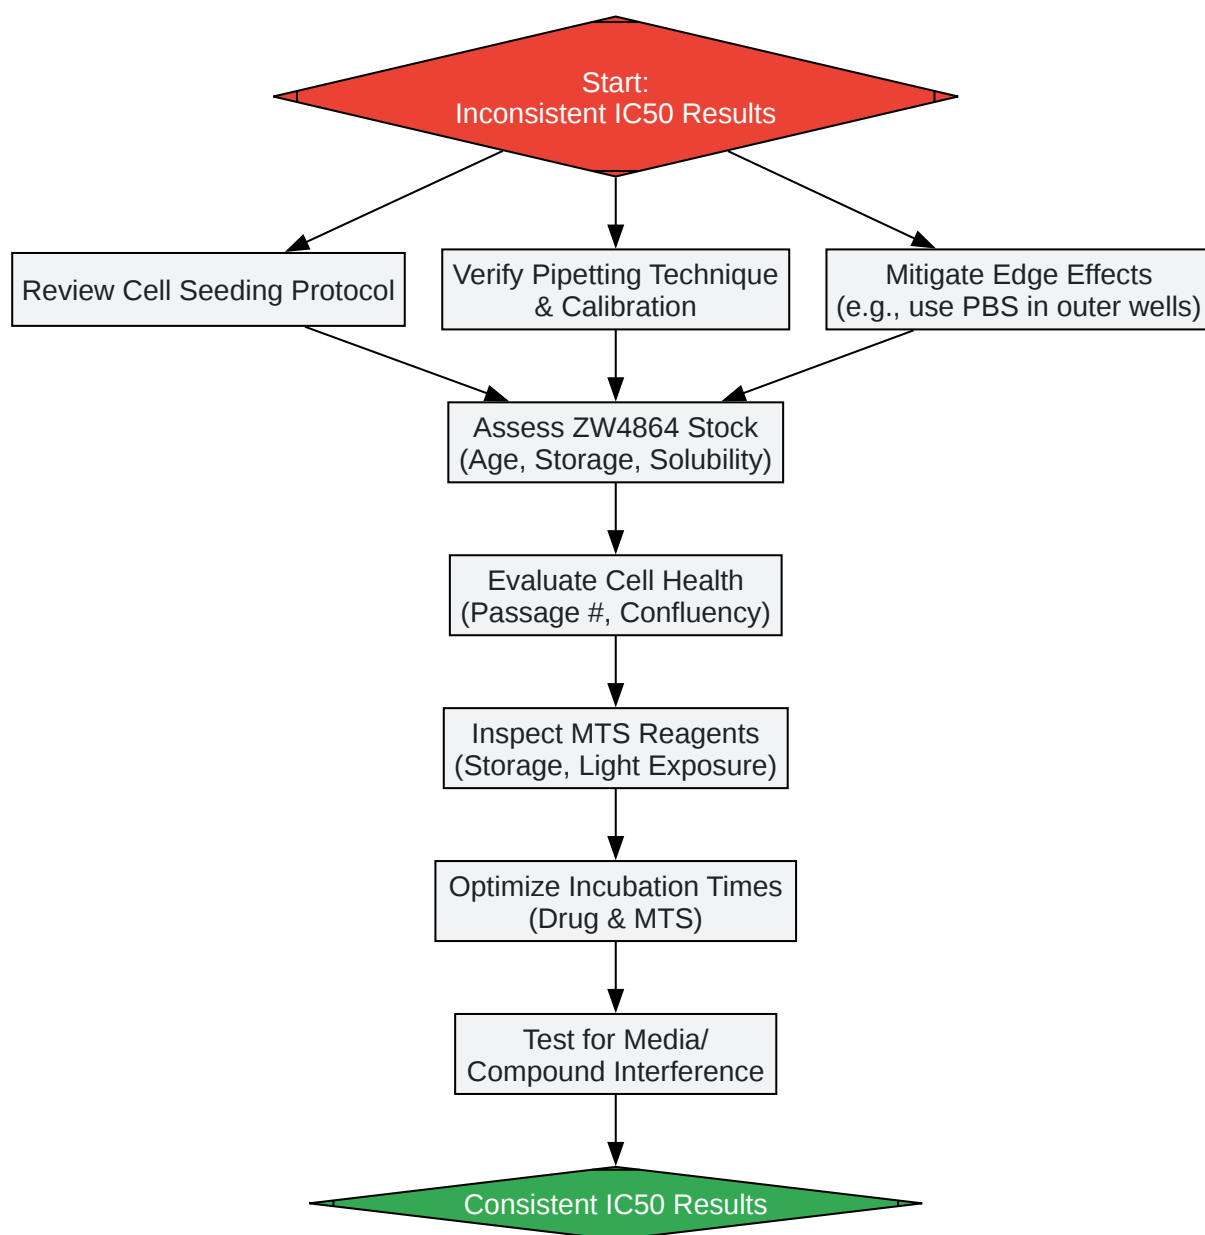 Start:
Inconsistent IC50 Results
Review Cell Seeding Protocol
Verify Pipetting Technique
& Calibration
Mitigate Edge Effects
(e.g., use PBS in outer wells)
Assess ZW4864 Stock
(Age, Storage, Solubility)
Evaluate Cell Health
(Passage #, Confluency)
Inspect MTS Reagents
(Storage, Light Exposure)
Optimize Incubation Times
(Drug & MTS)
Test for Media/
Compound Interference
Consistent IC50 Results